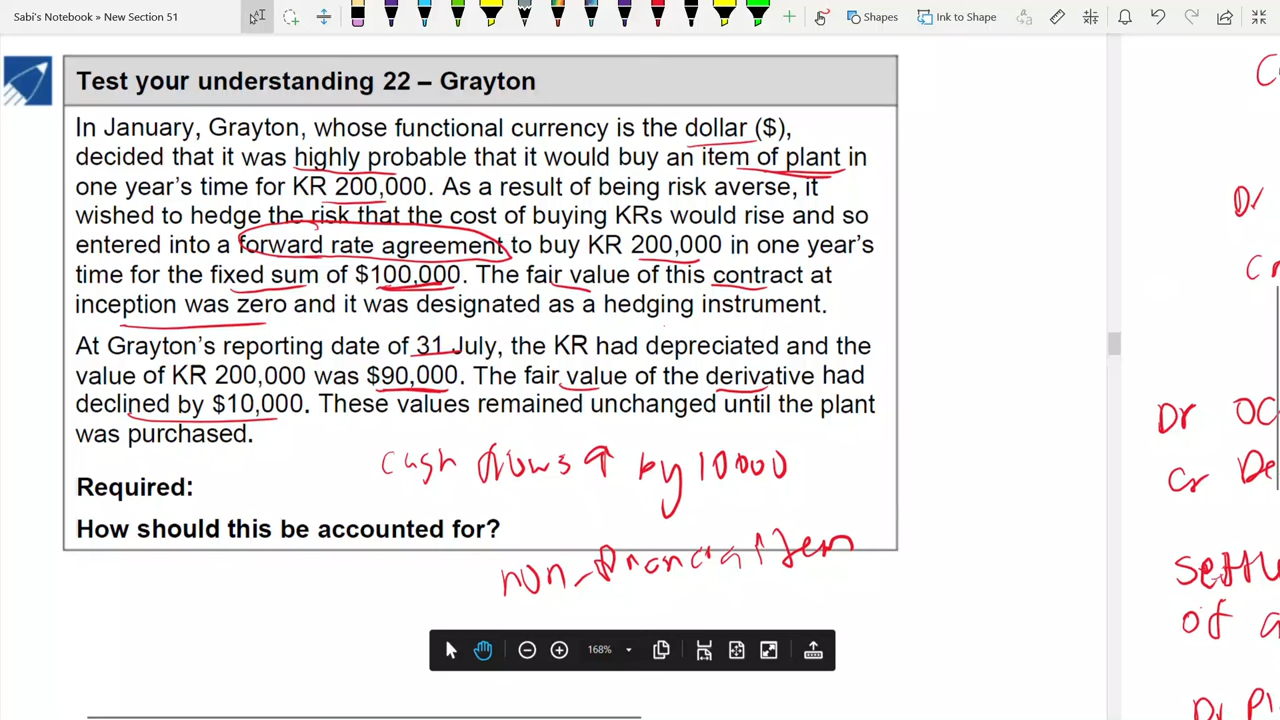 Sabi's Notebook » New Section 51
Shapes
Ink to Shape
Test your understanding 22 – Grayton
In January, Grayton, whose functional currency is the dollar ($),
decided that it was highly probable that it would buy an item of plant in
one year's time for KR 200,000. As a result of being risk averse, it
wished to hedge the risk that the cost of buying KRs would rise and so
entered into a forward rate agreement to buy KR 200,000 in one year's
time for the fixed sum of $100,000. The fair value of this contract at
inception was zero and it was designated as a hedging instrument.
At Grayton's reporting date of 31 July, the KR had depreciated and the
value of KR 200,000 was $90,000. The fair value of the derivative had
declined by $10,000. These values remained unchanged until the plant
was purchased.
cash flows ↑ by 10000
Required:
How should this be accounted for?
non-financial item
168%
Dr
Cr
Dr OC
Cr De
settle
of a
Dr Pl